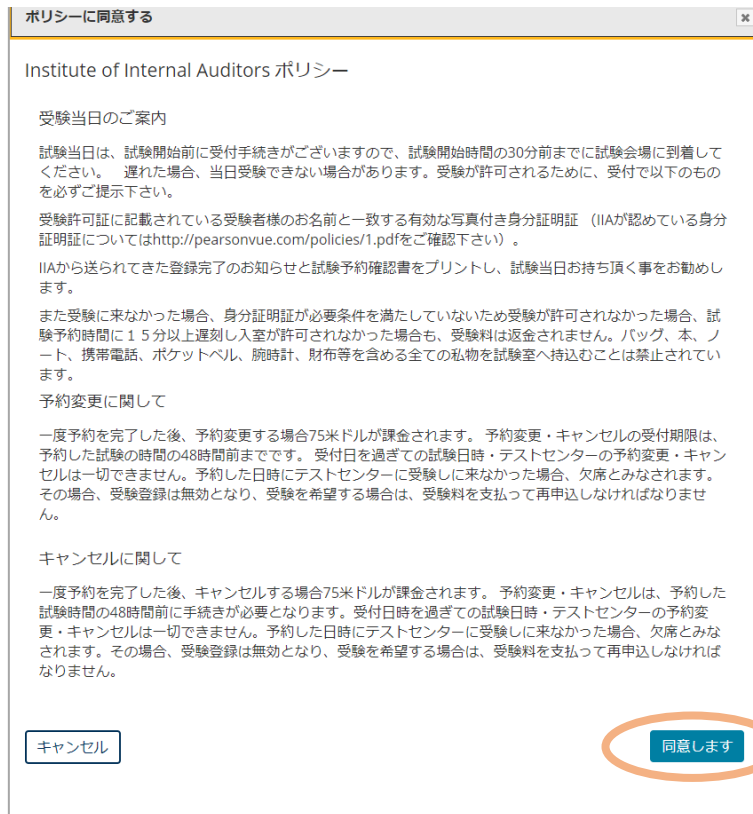 ポリシーに同意する
×
Institute of Internal Auditors ポリシー
受験当日のご案内
試験当日は、試験開始前に受付手続きがございますので、試験開始時間の30分前までに試験会場に到着して
ください。　遅れた場合、当日受験できない場合があります。受験が許可されるために、受付で以下のもの
を必ずご提示下さい。
受験許可証に記載されている受験者様のお名前と一致する有効な写真付き身分証明証 （IIAが認めている身分
証明証についてはhttp://pearsonvue.com/policies/1.pdfをご確認下さい）。
IIAから送られてきた登録完了のお知らせと試験予約確認書をプリントし、試験当日お持ち頂く事をお勧めし
ます。
また受験に来なかった場合、身分証明証が必要条件を満たしていないため受験が許可されなかった場合、試
験予約時間に１５分以上遅刻し入室が許可されなかった場合も、受験料は返金されません。バッグ、本、ノ
ート、携帯電話、ポケットベル、腕時計、財布等を含める全ての私物を試験室へ持込むことは禁止されてい
ます。
予約変更に関して
一度予約を完了した後、予約変更する場合75米ドルが課金されます。 予約変更・キャンセルの受付期限は、
予約した試験の時間の48時間前までです。 受付日を過ぎての試験日時・テストセンターの予約変更・キャン
セルは一切できません。予約した日時にテストセンターに受験しに来なかった場合、欠席とみなされます。
その場合、受験登録は無効となり、受験を希望する場合は、受験料を支払って再申込しなければなりませ
ん。
キャンセルに関して
一度予約を完了した後、キャンセルする場合75米ドルが課金されます。 予約変更・キャンセルは、予約した
試験時間の48時間前に手続きが必要となります。受付日時を過ぎての試験日時・テストセンターの予約変
更・キャンセルは一切できません。予約した日時にテストセンターに受験しに来なかった場合、欠席とみな
されます。その場合、受験登録は無効となり、受験を希望する場合は、受験料を支払って再申込しなければ
なりません。
キャンセル
同意します